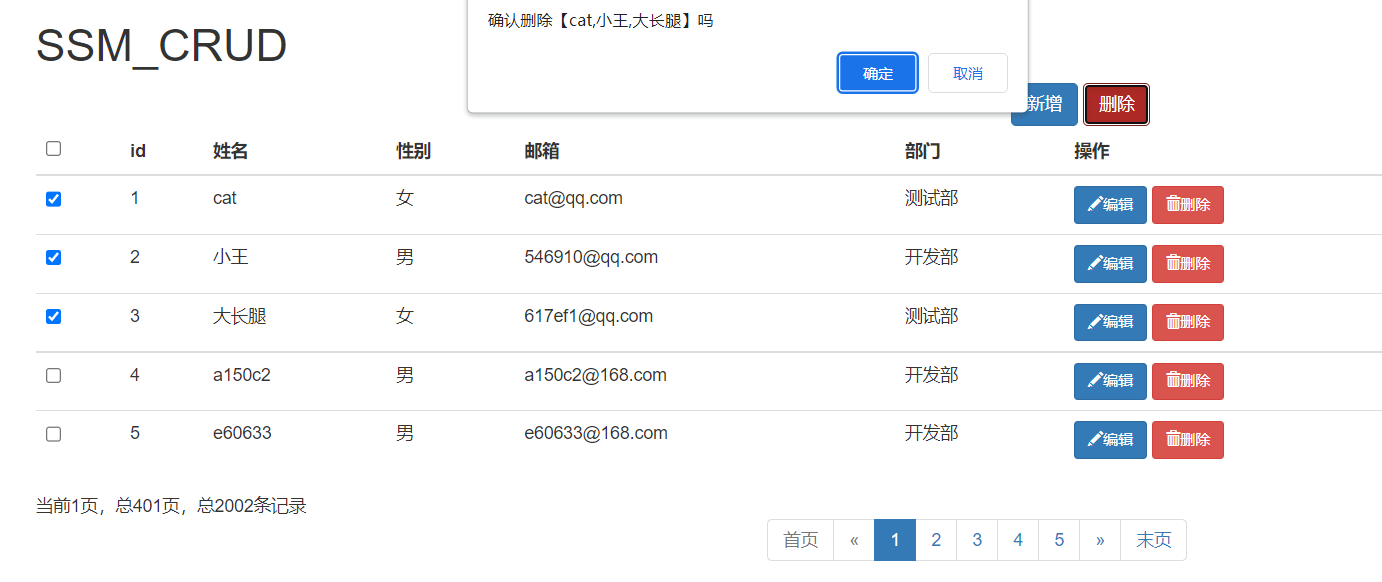 确认删除【cat,小王,大长腿】吗
SSM_CRUD
确定 取消
新增 删除
id 姓名 性别 邮箱 部门 操作
1 cat 女 cat@qq.com 测试部 编辑 删除
2 小王 男 546910@qq.com 开发部 编辑 删除
3 大长腿 女 617ef1@qq.com 测试部 编辑 删除
4 a150c2 男 a150c2@168.com 开发部 编辑 删除
5 e60633 男 e60633@168.com 开发部 编辑 删除
当前1页，总401页，总2002条记录
首页 « 1 2 3 4 5 » 末页